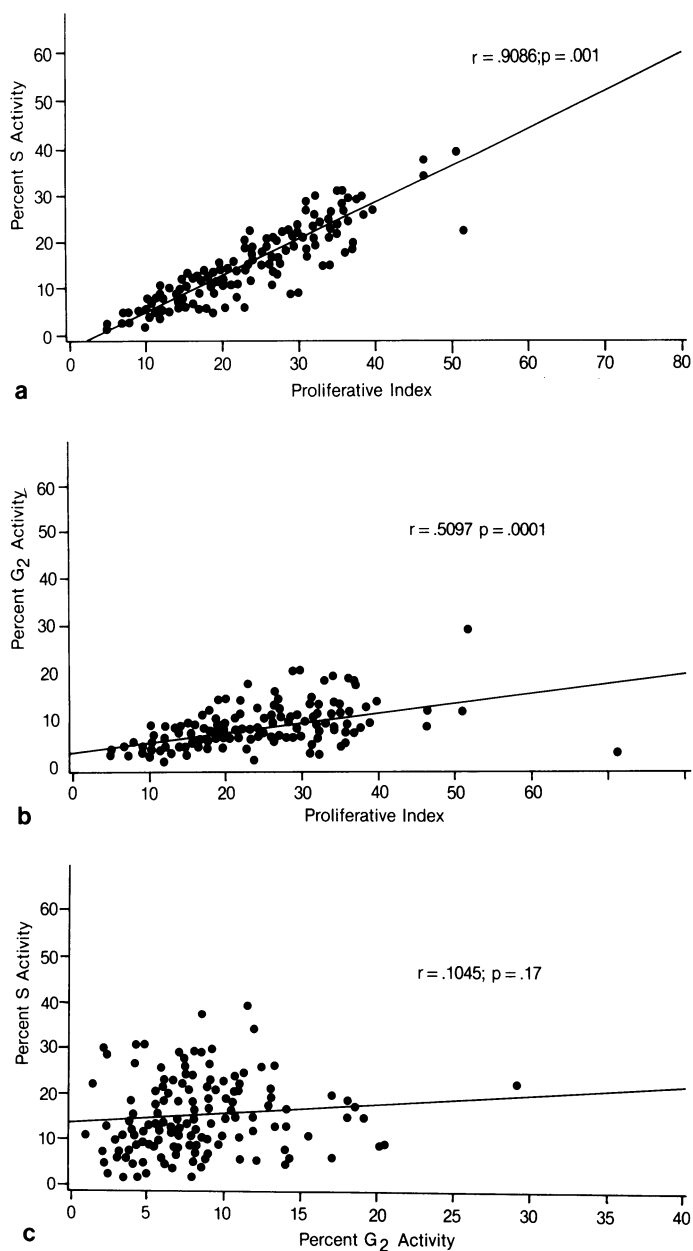 60
50
40
30
20
10
0
Percent S Activity
r = .9086;p = .001
0 10 20 30 40 50 60 70 80
Proliferative Index
a
60
50
40
30
20
10
0
Percent G2 Activity
r = .5097 p = .0001
0 10 20 30 40 50 60
Proliferative Index
b
60
50
40
30
20
10
0
Percent S Activity
r = .1045; p = .17
0 5 10 15 20 25 30 35 40
Percent G2 Activity
c